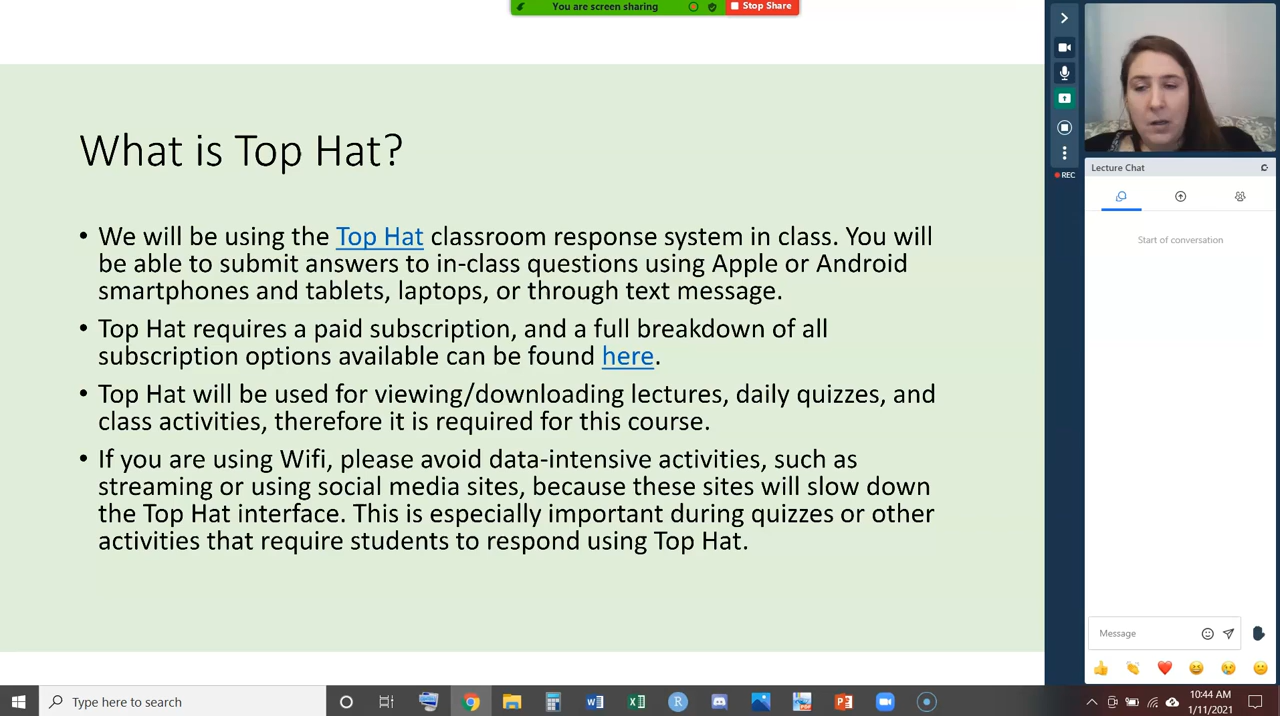 You are screen sharing
Stop Share
What is Top Hat?
• We will be using the Top Hat classroom response system in class. You will
be able to submit answers to in-class questions using Apple or Android
smartphones and tablets, laptops, or through text message.
• Top Hat requires a paid subscription, and a full breakdown of all
subscription options available can be found here.
• Top Hat will be used for viewing/downloading lectures, daily quizzes, and
class activities, therefore it is required for this course.
• If you are using Wifi, please avoid data-intensive activities, such as
streaming or using social media sites, because these sites will slow down
the Top Hat interface. This is especially important during quizzes or other
activities that require students to respond using Top Hat.
REC
Lecture Chat
Start of conversation
Message
Type here to search
10:44 AM
1/11/2021